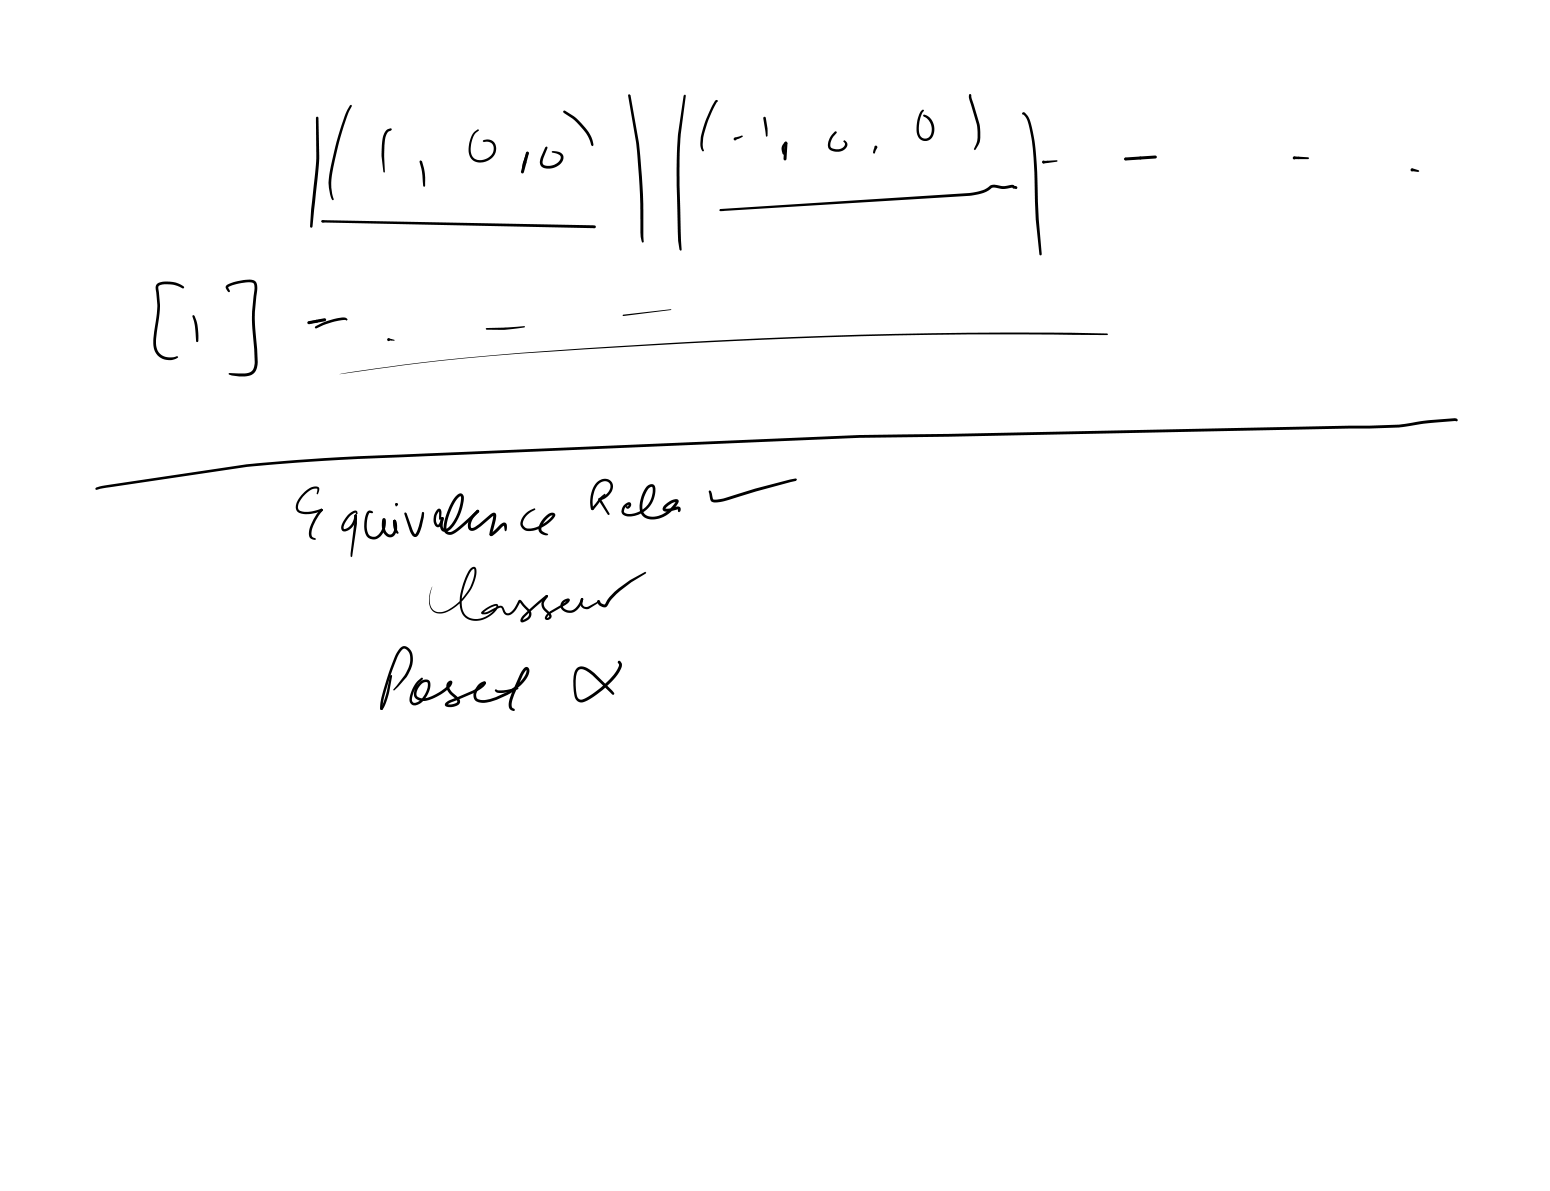 |(1, 0, 0)| |(-1, 0, 0)| - - - .
[1] = . - -
Equivalence Rela ✓
Classes
Poset ∝